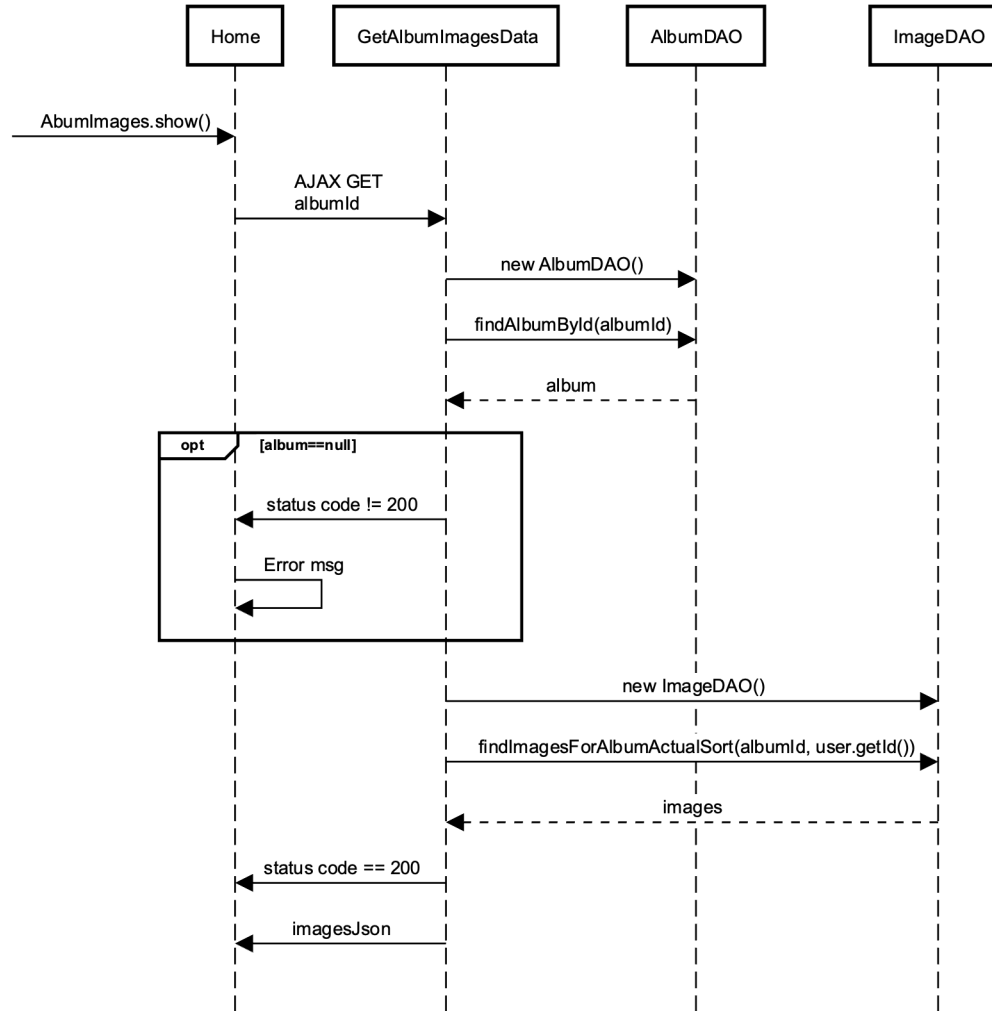 Home
GetAlbumImagesData
AlbumDAO
ImageDAO
AbumImages.show()
AJAX GET
albumId
new AlbumDAO()
findAlbumById(albumId)
album
opt
[album==null]
status code != 200
Error msg
new ImageDAO()
findImagesForAlbumActualSort(albumId, user.getId())
images
status code == 200
imagesJson